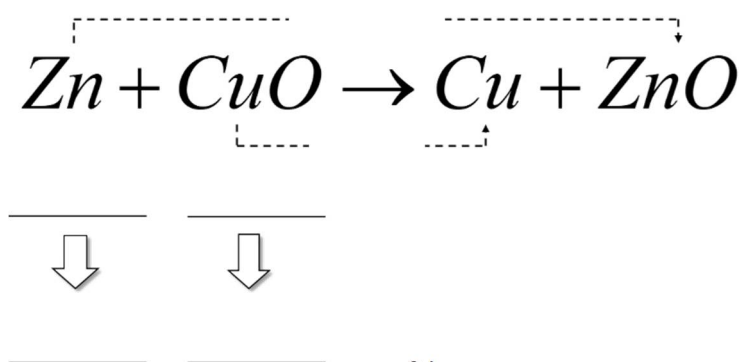 Zn + CuO → Cu + ZnO